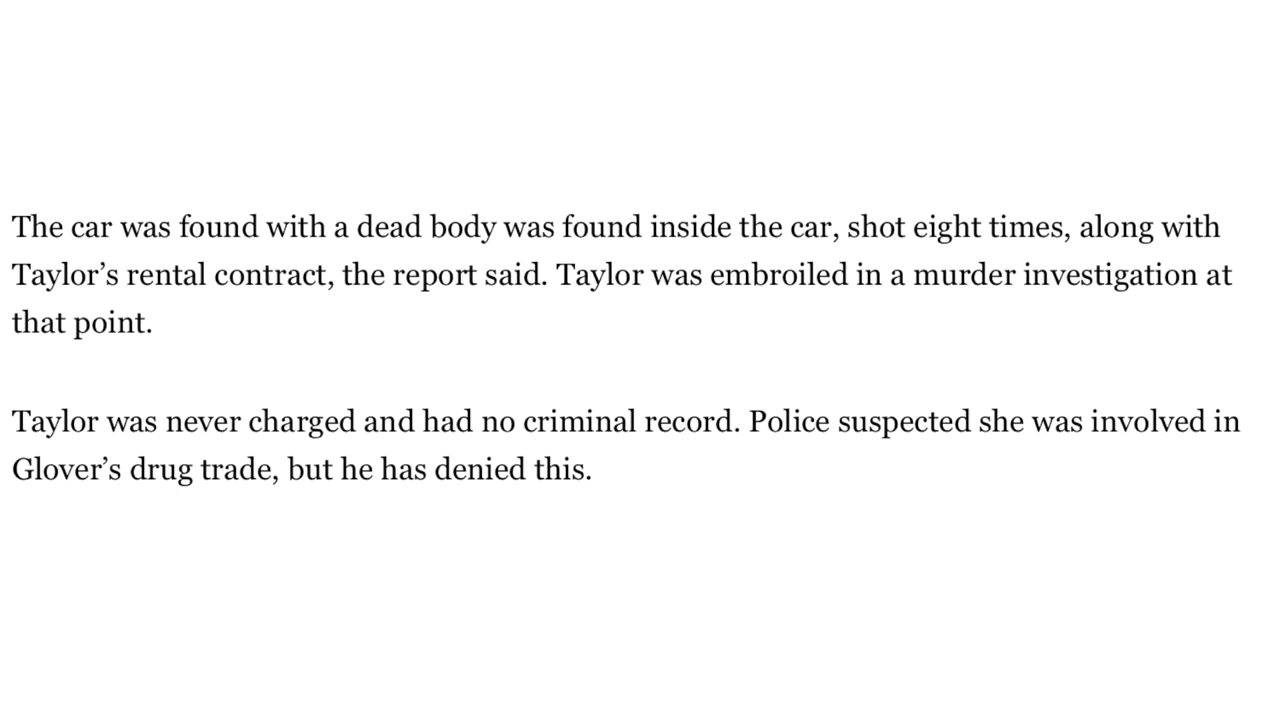 The car was found with a dead body was found inside the car, shot eight times, along with
Taylor’s rental contract, the report said. Taylor was embroiled in a murder investigation at
that point.
Taylor was never charged and had no criminal record. Police suspected she was involved in
Glover’s drug trade, but he has denied this.